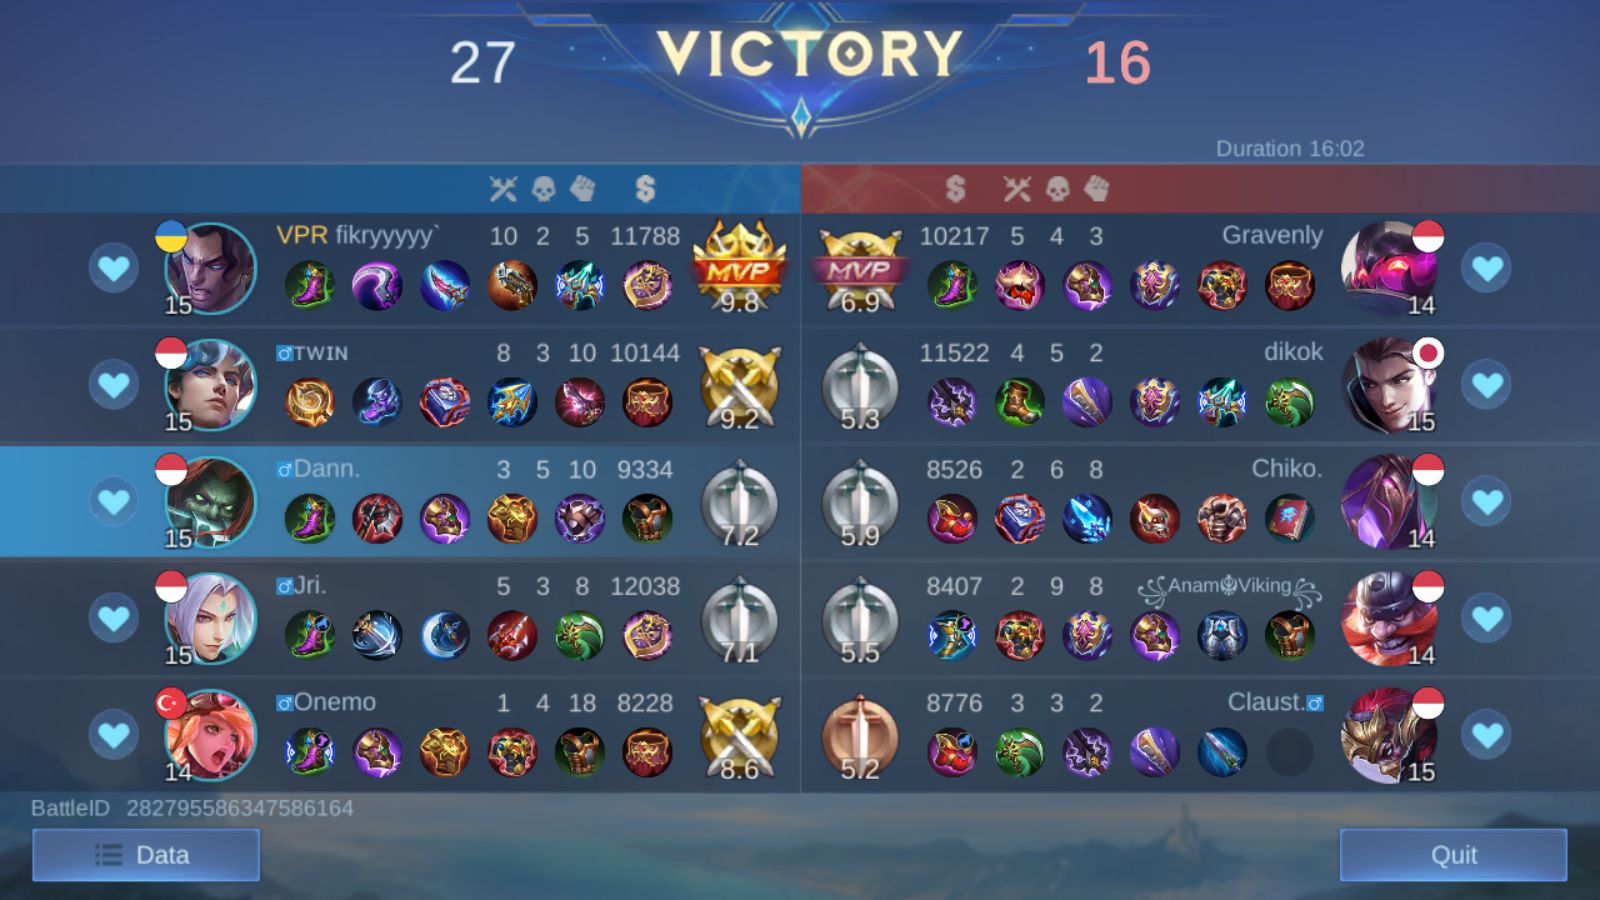 27 VICTORY 16
Duration 16:02
VPR fikryyyyy` 10 2 5 11788
15 MVP 9.8
♂TWIN 8 3 10 10144
15 9.2
♂Dann. 3 5 10 9334
15 7.2
♂Jri. 5 3 8 12038
15 7.1
♂Onemo 1 4 18 8228
14 8.6
10217 5 4 3 Gravenly
MVP 6.9 14
11522 4 5 2 dikok
5.3 15
8526 2 6 8 Chiko.
5.9 14
8407 2 9 8 Anam☬Viking
5.5 14
8776 3 3 2 Claust.♂
5.2 15
BattleID 282795586347586164
Data
Quit